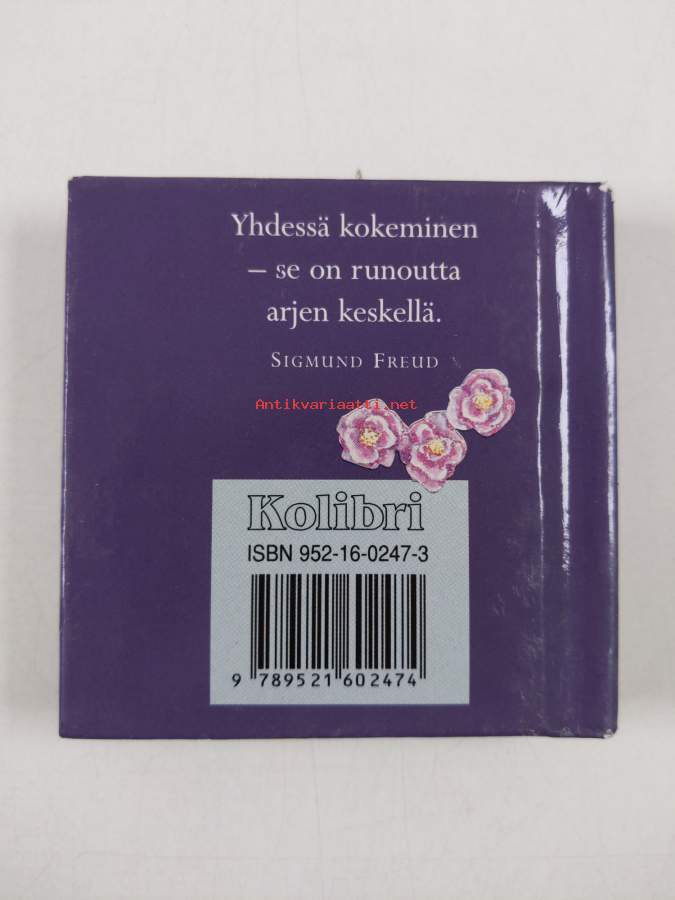 Yhdessä kokeminen
– se on runoutta
arjen keskellä.
SIGMUND FREUD
Antikvariaatti.net
Kolibri
ISBN 952-16-0247-3
9 789521 602474